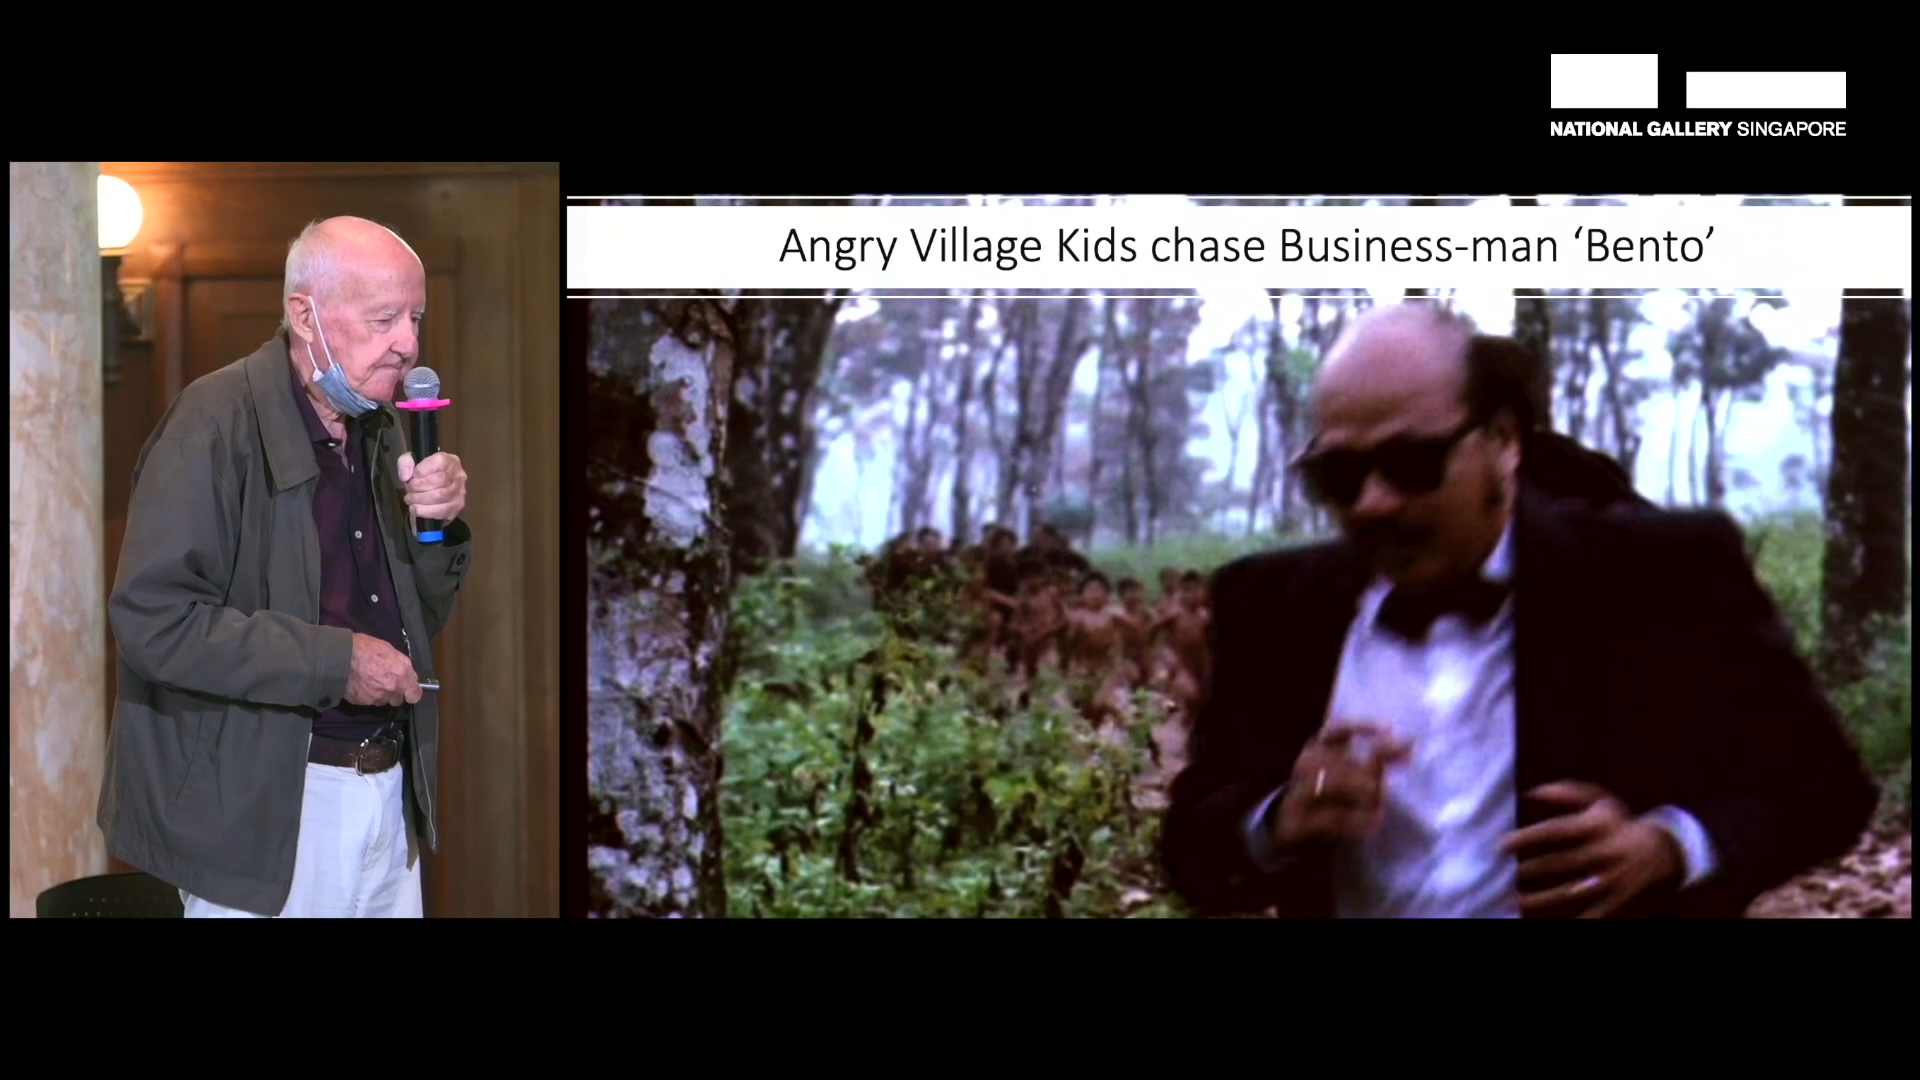 NATIONAL GALLERY SINGAPORE
Angry Village Kids chase Business-man ‘Bento’